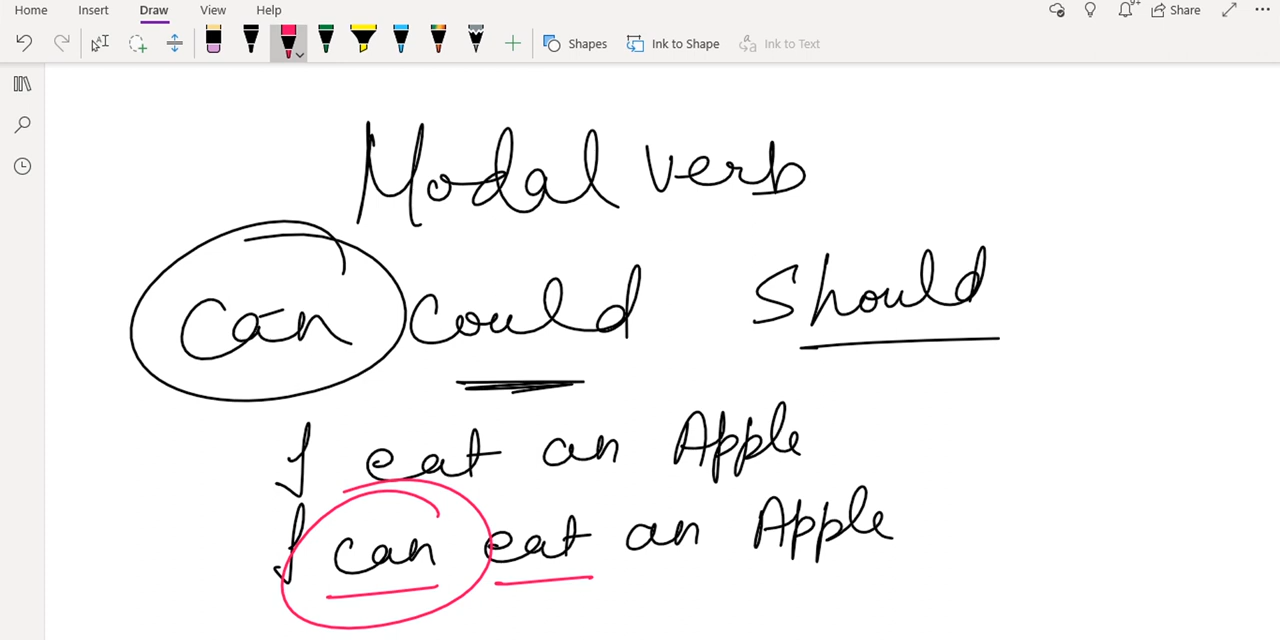 Home Insert Draw View Help Share
Shapes Ink to Shape Ink to Text
Modal verb
Can Could Should
I eat an Apple
I can eat an Apple